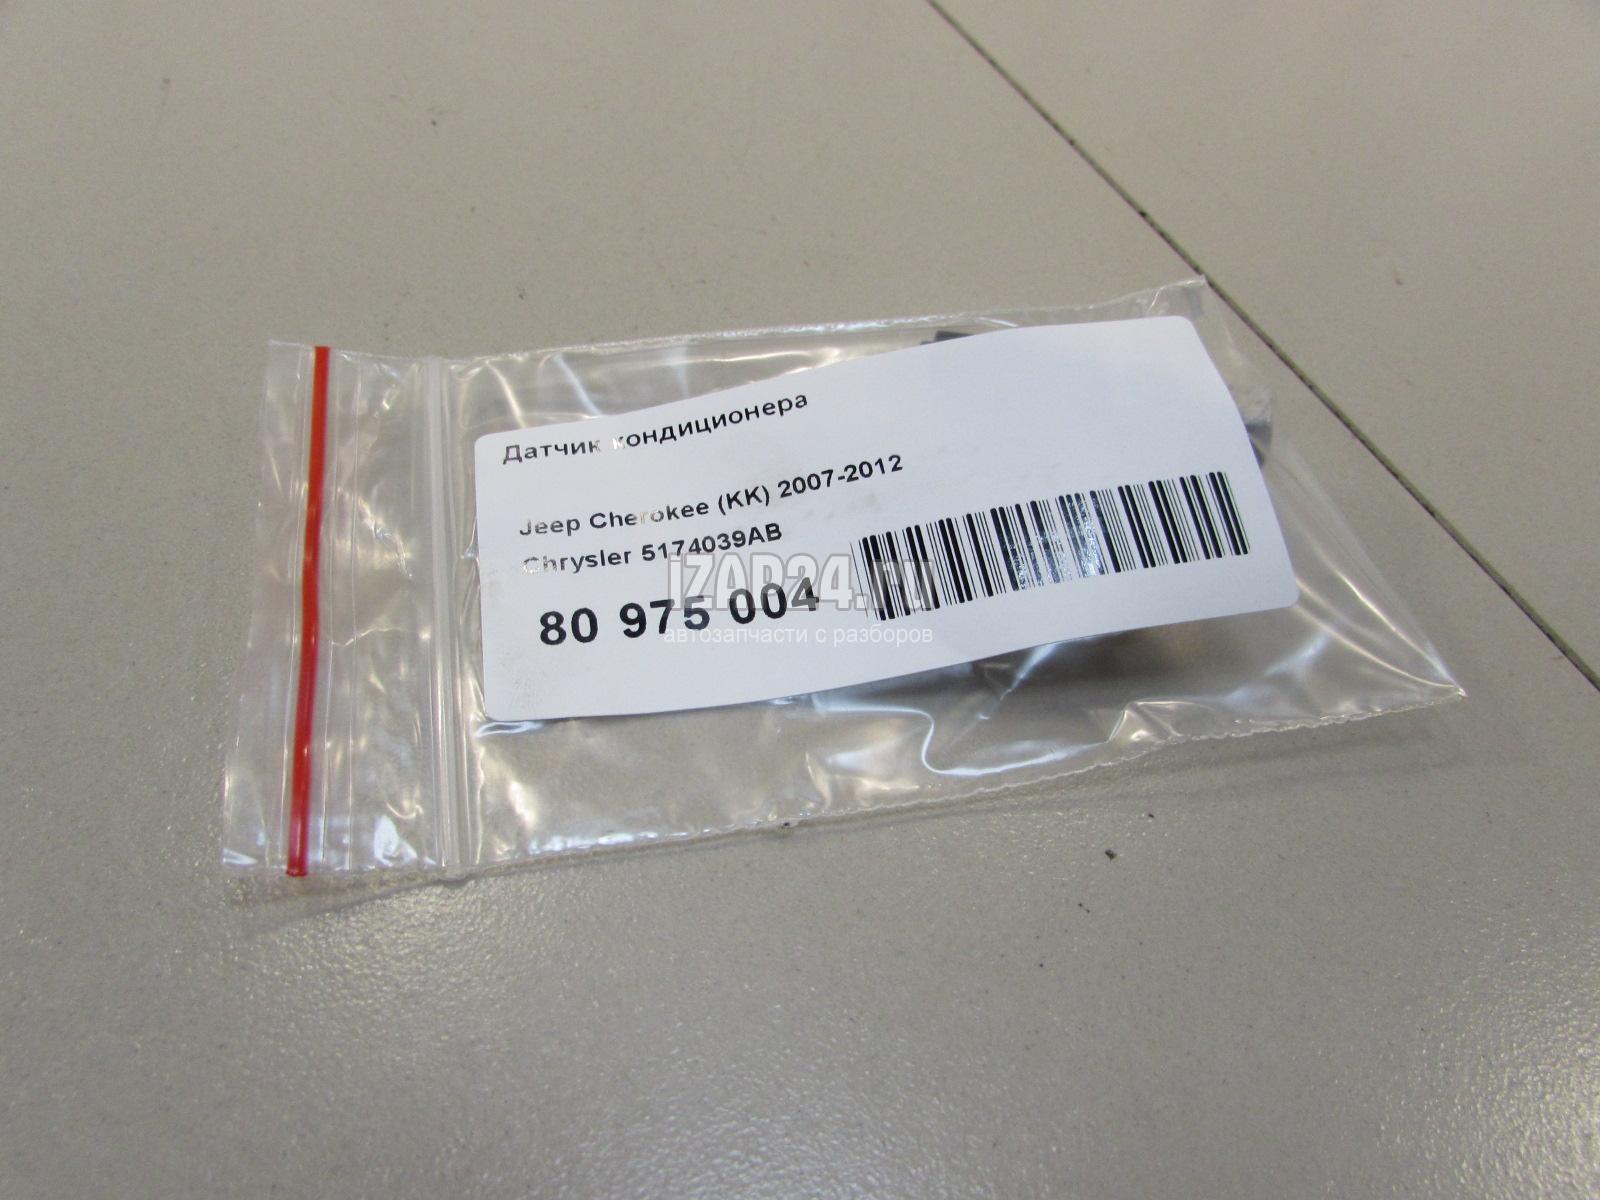 Датчик кондиционера
Jeep Cherokee (KK) 2007-2012
Chrysler 5174039AB
80 975 004
iZAP24.ru
автозапчасти с разборов